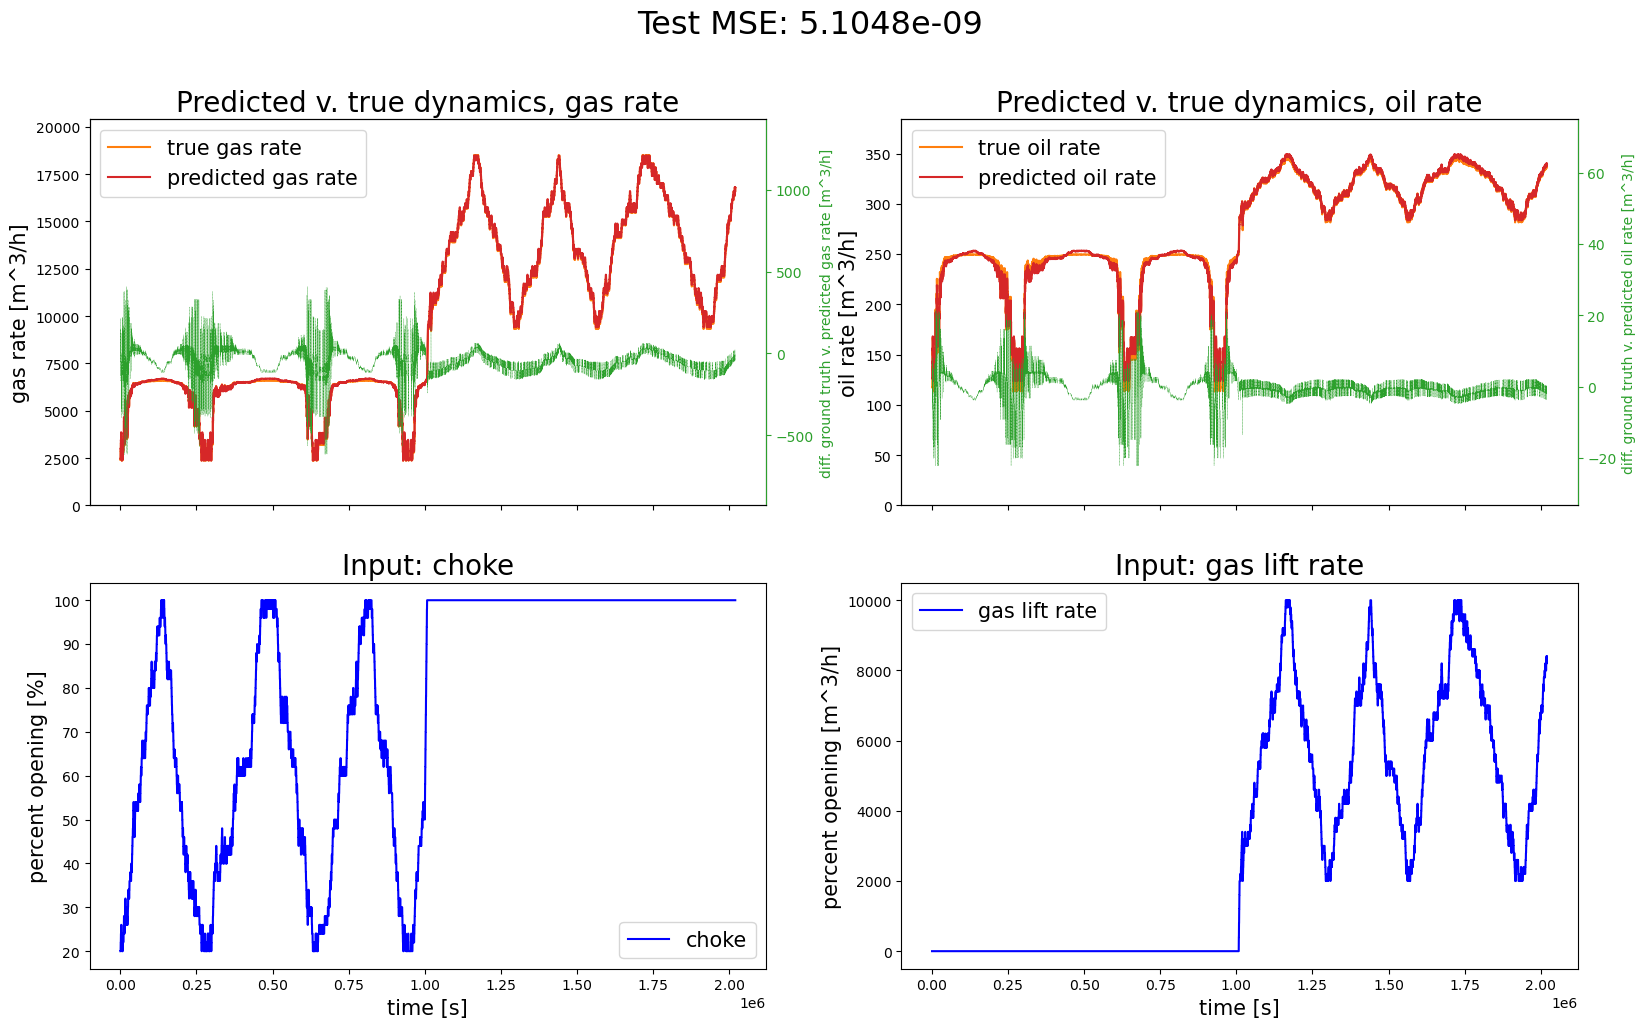 Test MSE: 5.1048e-09
Predicted v. true dynamics, gas rate
true gas rate
predicted gas rate
20000
17500
15000
12500
10000
7500
5000
2500
0
gas rate [m^3/h]
1000
500
0
−500
diff. ground truth v. predicted gas rate [m^3/h]
Predicted v. true dynamics, oil rate
true oil rate
predicted oil rate
350
300
250
200
150
100
50
0
oil rate [m^3/h]
60
40
20
0
−20
diff. ground truth v. predicted oil rate [m^3/h]
Input: choke
100
90
80
70
60
50
40
30
20
percent opening [%]
choke
0.00 0.25 0.50 0.75 1.00 1.25 1.50 1.75 2.00
1e6
time [s]
Input: gas lift rate
gas lift rate
10000
8000
6000
4000
2000
0
percent opening [m^3/h]
0.00 0.25 0.50 0.75 1.00 1.25 1.50 1.75 2.00
1e6
time [s]